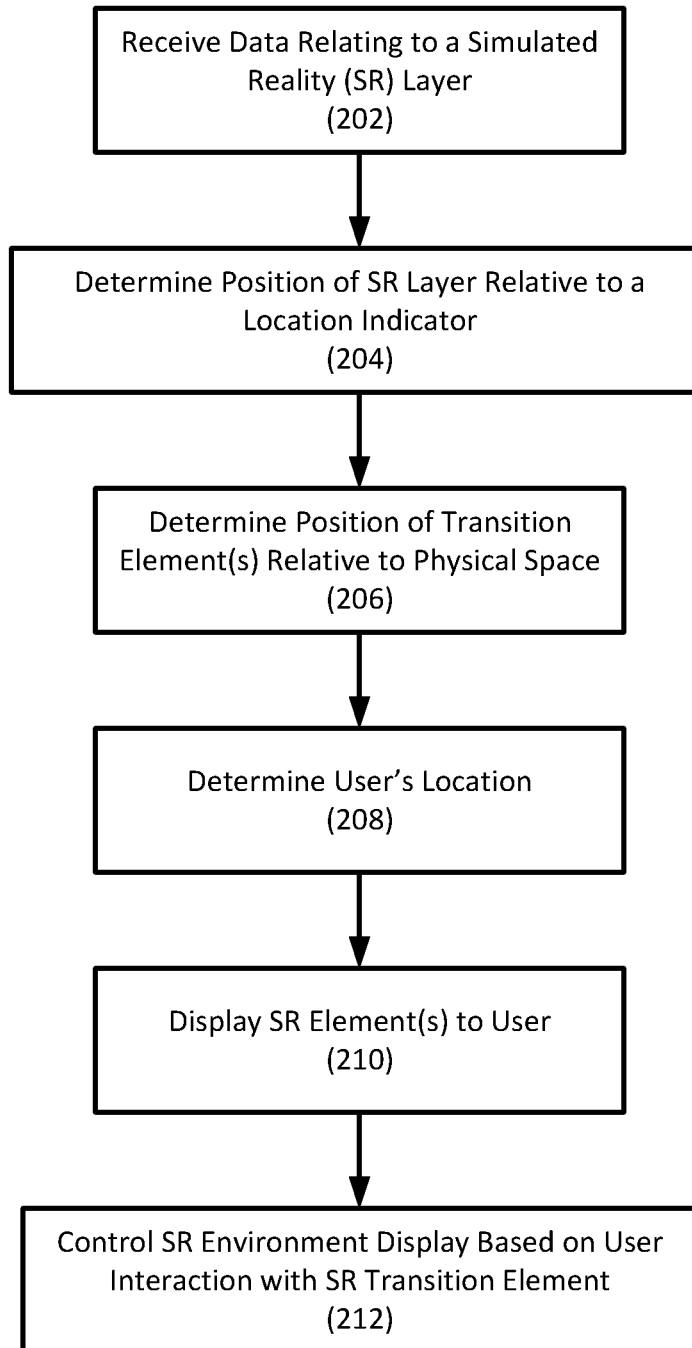 Receive Data Relating to a Simulated
Reality (SR) Layer
(202)
Determine Position of SR Layer Relative to a
Location Indicator
(204)
Determine Position of Transition
Element(s) Relative to Physical Space
(206)
Determine User’s Location
(208)
Display SR Element(s) to User
(210)
Control SR Environment Display Based on User
Interaction with SR Transition Element
(212)